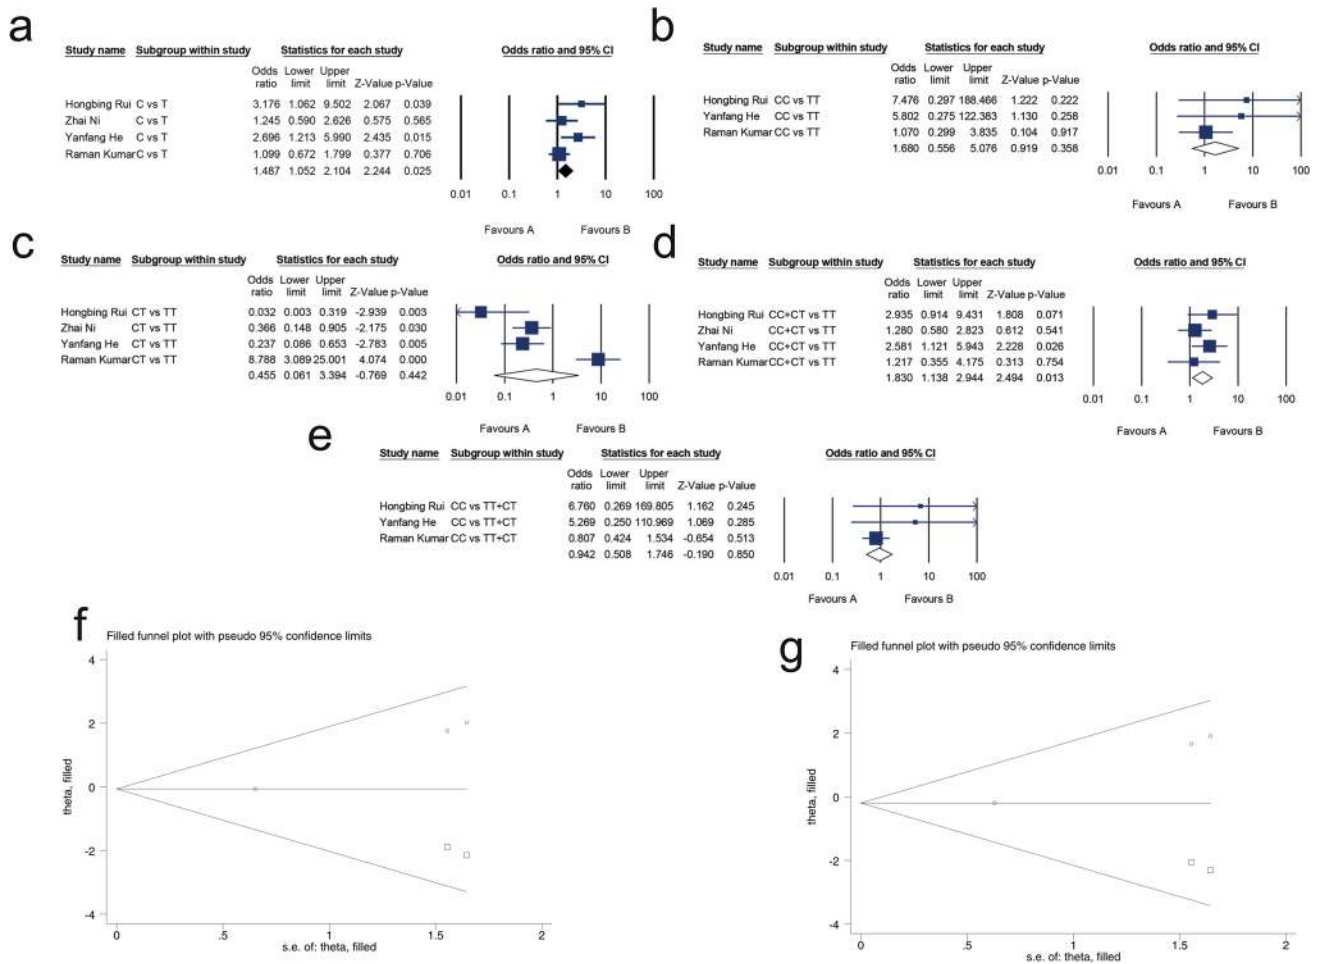 a
Study name Subgroup within study Statistics for each study Odds ratio and 95% CI
Odds Lower Upper
ratio limit limit Z-Value p-Value
Hongbing Rui C vs T 3.176 1.062 9.502 2.067 0.039
Zhai Ni C vs T 1.245 0.590 2.626 0.575 0.565
Yanfang He C vs T 2.696 1.213 5.990 2.435 0.015
Raman Kumar C vs T 1.099 0.672 1.799 0.377 0.706
1.487 1.052 2.104 2.244 0.025
0.01 0.1 1 10 100
Favours A Favours B
b
Study name Subgroup within study Statistics for each study Odds ratio and 95% CI
Odds Lower Upper
ratio limit limit Z-Value p-Value
Hongbing Rui CC vs TT 7.476 0.297 188.466 1.222 0.222
Yanfang He CC vs TT 5.802 0.275 122.383 1.130 0.258
Raman Kumar CC vs TT 1.070 0.299 3.835 0.104 0.917
1.680 0.556 5.076 0.919 0.358
0.01 0.1 1 10 100
Favours A Favours B
c
Study name Subgroup within study Statistics for each study Odds ratio and 95% CI
Odds Lower Upper
ratio limit limit Z-Value p-Value
Hongbing Rui CT vs TT 0.032 0.003 0.319 -2.939 0.003
Zhai Ni CT vs TT 0.366 0.148 0.905 -2.175 0.030
Yanfang He CT vs TT 0.237 0.086 0.653 -2.783 0.005
Raman Kumar CT vs TT 8.788 3.089 25.001 4.074 0.000
0.455 0.061 3.394 -0.769 0.442
0.01 0.1 1 10 100
Favours A Favours B
d
Study name Subgroup within study Statistics for each study Odds ratio and 95% CI
Odds Lower Upper
ratio limit limit Z-Value p-Value
Hongbing Rui CC+CT vs TT 2.935 0.914 9.431 1.808 0.071
Zhai Ni CC+CT vs TT 1.280 0.580 2.823 0.612 0.541
Yanfang He CC+CT vs TT 2.581 1.121 5.943 2.228 0.026
Raman Kumar CC+CT vs TT 1.217 0.355 4.175 0.313 0.754
1.830 1.138 2.944 2.494 0.013
0.01 0.1 1 10 100
Favours A Favours B
e
Study name Subgroup within study Statistics for each study Odds ratio and 95% CI
Odds Lower Upper
ratio limit limit Z-Value p-Value
Hongbing Rui CC vs TT+CT 6.760 0.269 169.805 1.162 0.245
Yanfang He CC vs TT+CT 5.269 0.250 110.969 1.069 0.285
Raman Kumar CC vs TT+CT 0.807 0.424 1.534 -0.654 0.513
0.942 0.508 1.746 -0.190 0.850
0.01 0.1 1 10 100
Favours A Favours B
f
Filled funnel plot with pseudo 95% confidence limits
4
2
0
-2
-4
theta, filled
0 .5 1 1.5 2
s.e. of: theta, filled
g
Filled funnel plot with pseudo 95% confidence limits
4
2
0
-2
-4
theta, filled
0 .5 1 1.5 2
s.e. of: theta, filled